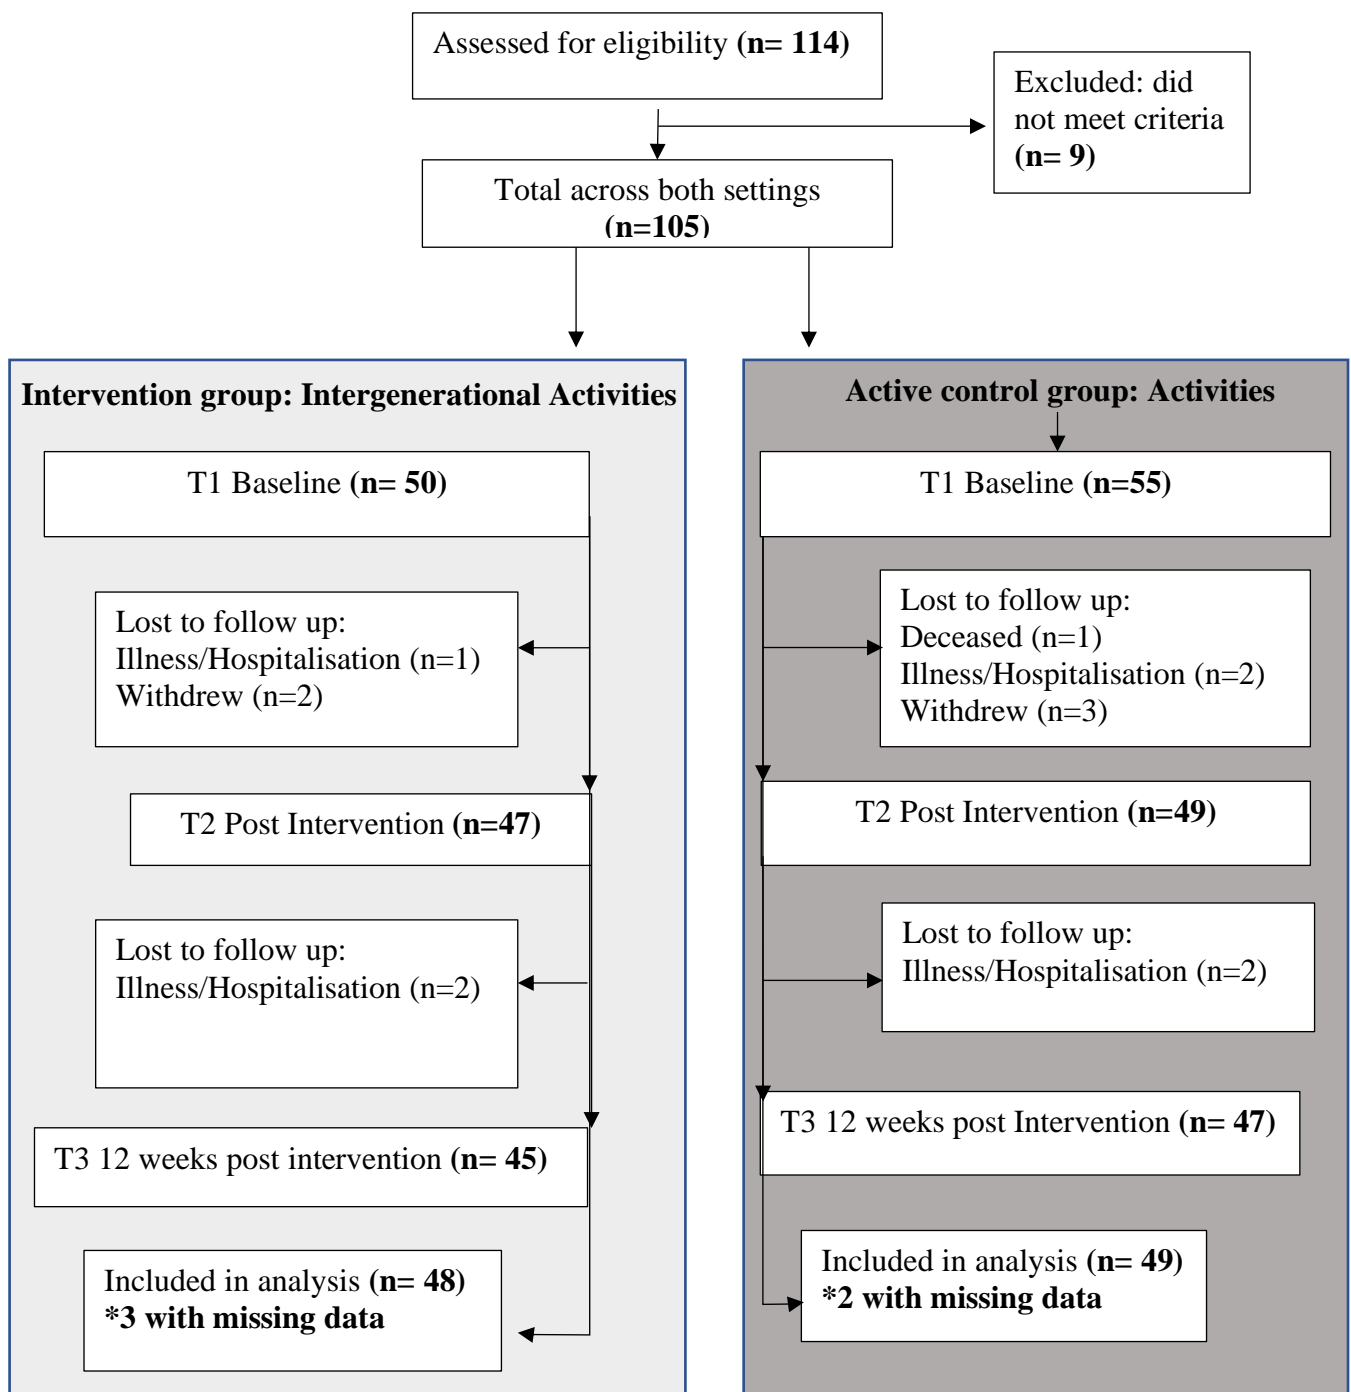 Assessed for eligibility (n= 114)
Excluded: did
not meet criteria
(n= 9)
Total across both settings
(n=105)
Intervention group: Intergenerational Activities
T1 Baseline (n= 50)
Lost to follow up:
Illness/Hospitalisation (n=1)
Withdrew (n=2)
T2 Post Intervention (n=47)
Lost to follow up:
Illness/Hospitalisation (n=2)
T3 12 weeks post intervention (n= 45)
Included in analysis (n= 48)
*3 with missing data
Active control group: Activities
T1 Baseline (n=55)
Lost to follow up:
Deceased (n=1)
Illness/Hospitalisation (n=2)
Withdrew (n=3)
T2 Post Intervention (n=49)
Lost to follow up:
Illness/Hospitalisation (n=2)
T3 12 weeks post Intervention (n= 47)
Included in analysis (n= 49)
*2 with missing data